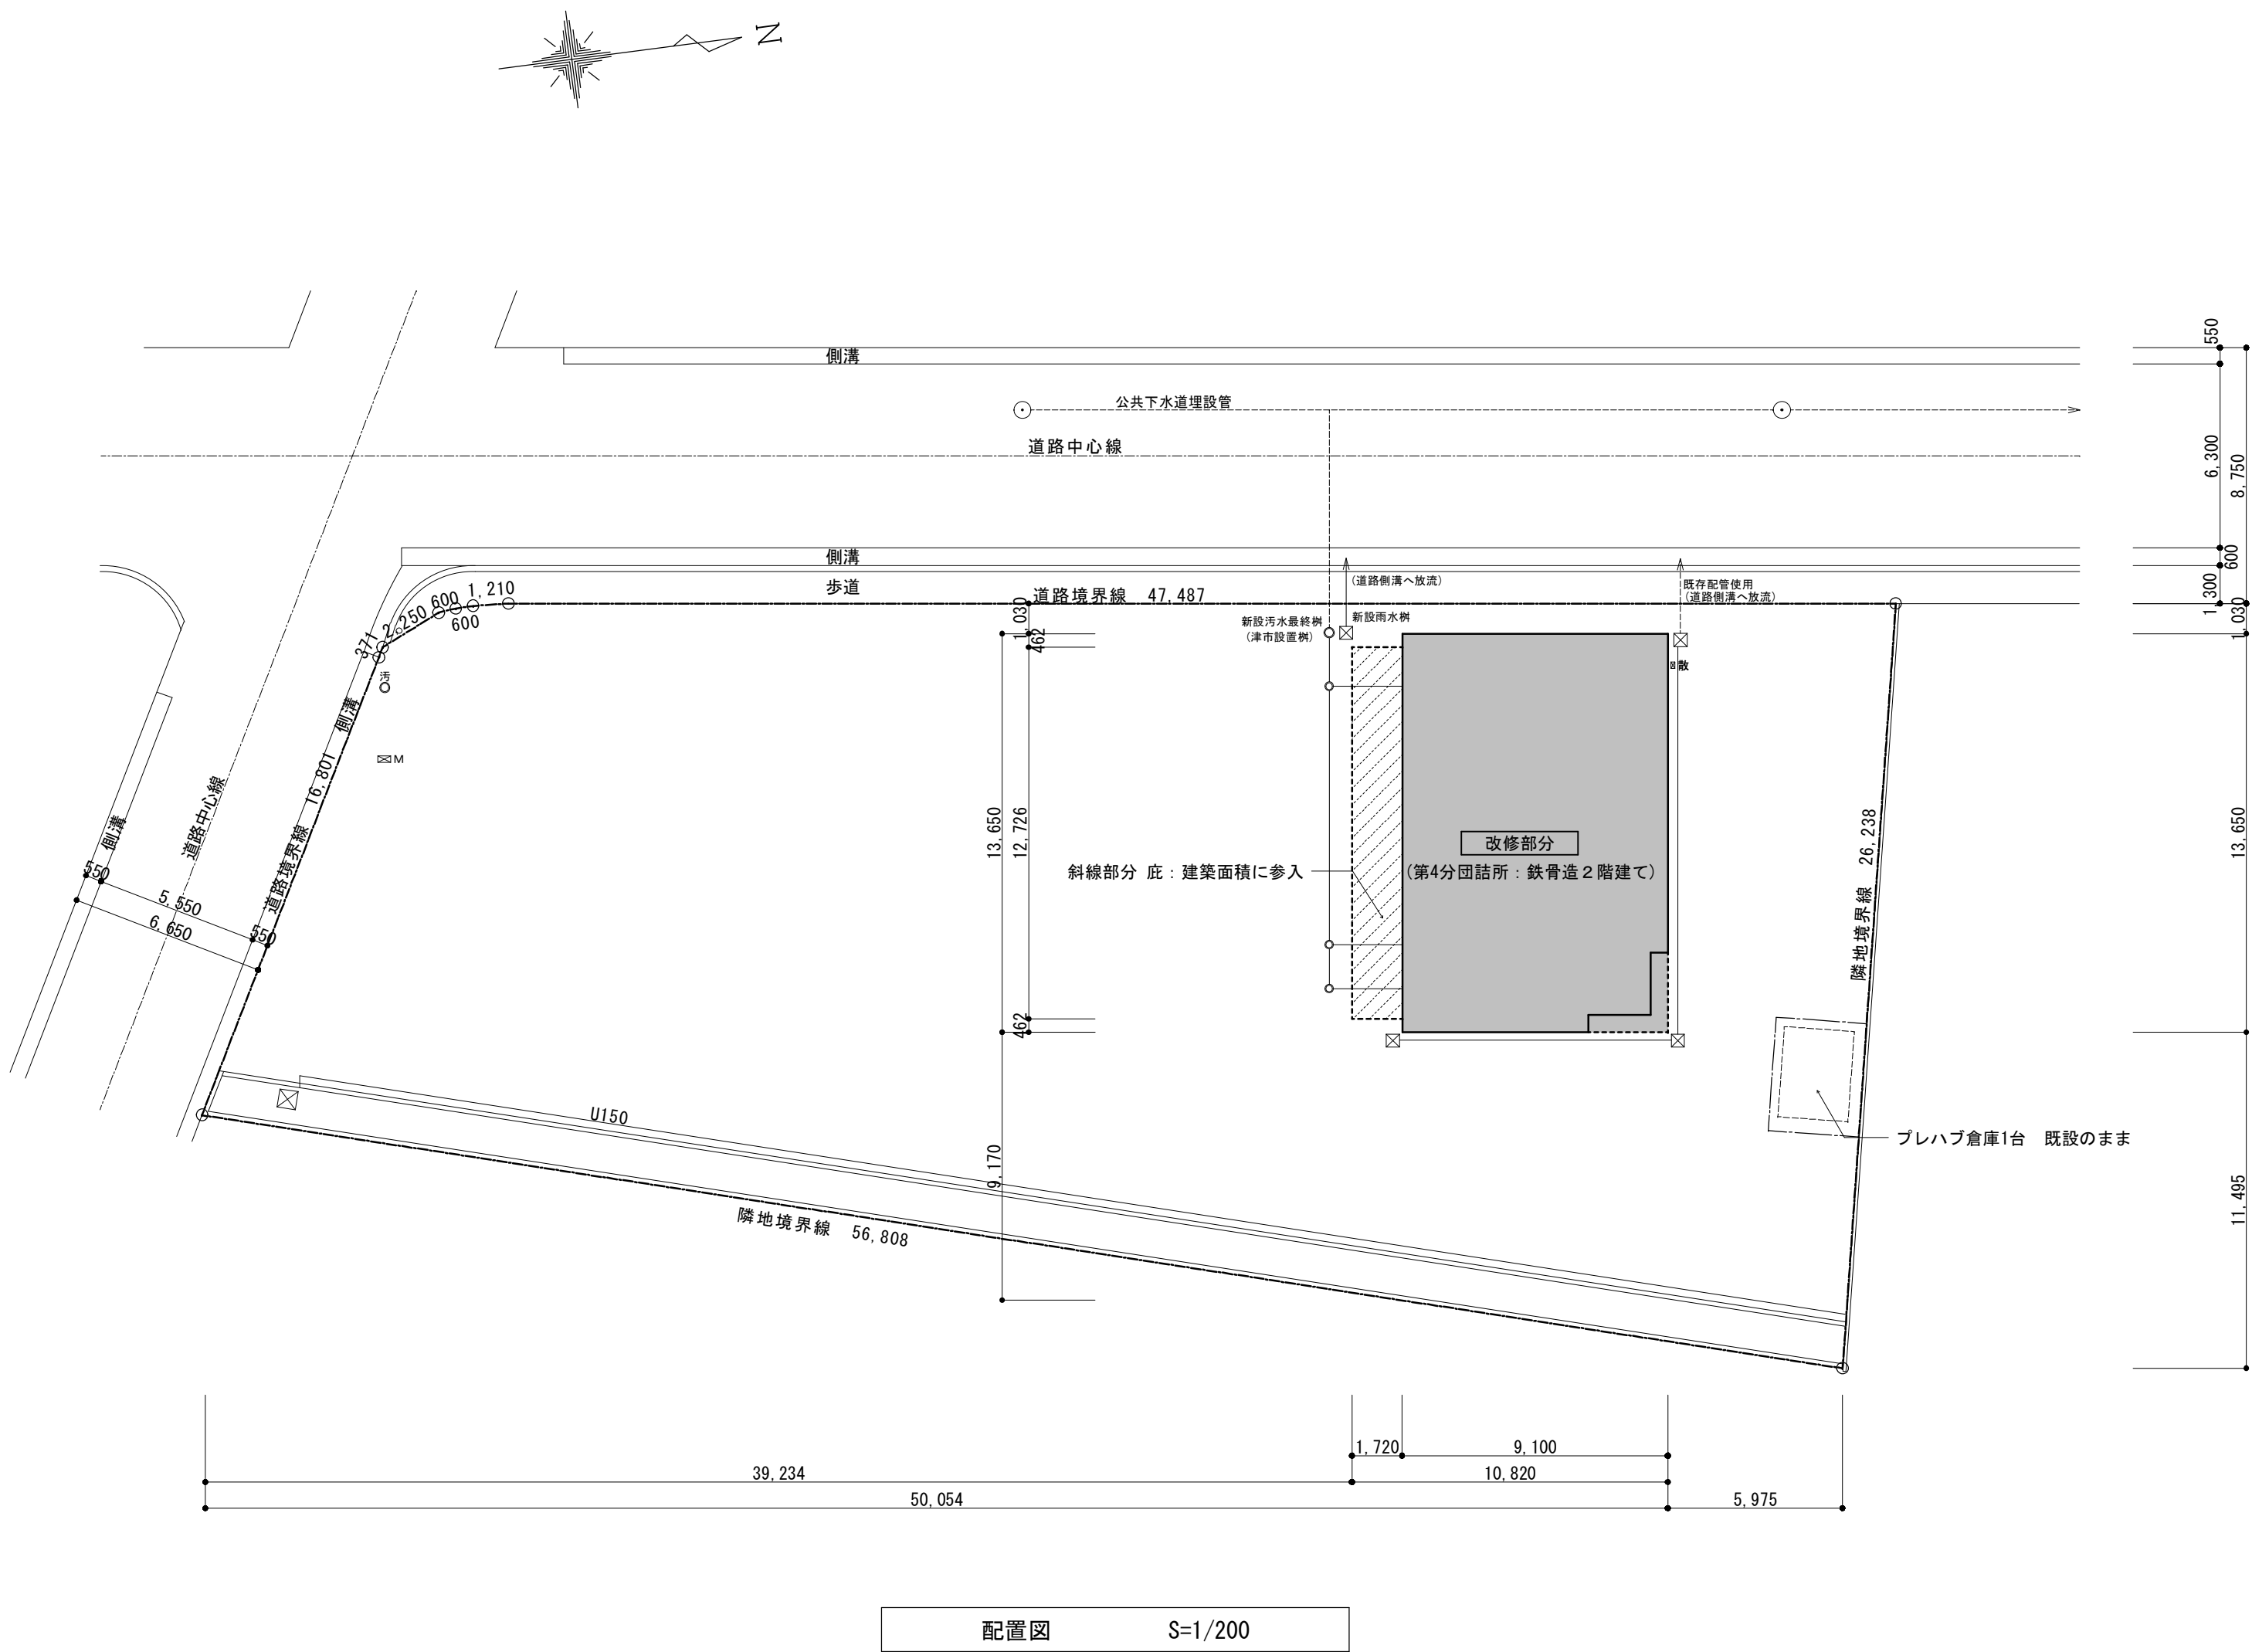 N
側溝
公共下水道埋設管
道路中心線
側溝
歩道
道路境界線 47,487
(道路側溝へ放流)
既存配管使用
(道路側溝へ放流)
新設汚水最終桝
(津市設置桝)
新設雨水桝
371
2,250
600
600
1,210
汚
M
散
側溝
16,801
道路境界線
道路中心線
側溝
550
5,550
550
6,650
1,030
462
13,650
12,726
462
9,170
改修部分
(第4分団詰所：鉄骨造２階建て)
斜線部分 庇：建築面積に参入
隣地境界線 26,238
プレハブ倉庫1台 既設のまま
U150
隣地境界線 56,808
550
6,300
8,750
600
1,300
1,030
13,650
11,495
1,720
9,100
39,234
10,820
50,054
5,975
配置図 S=1/200